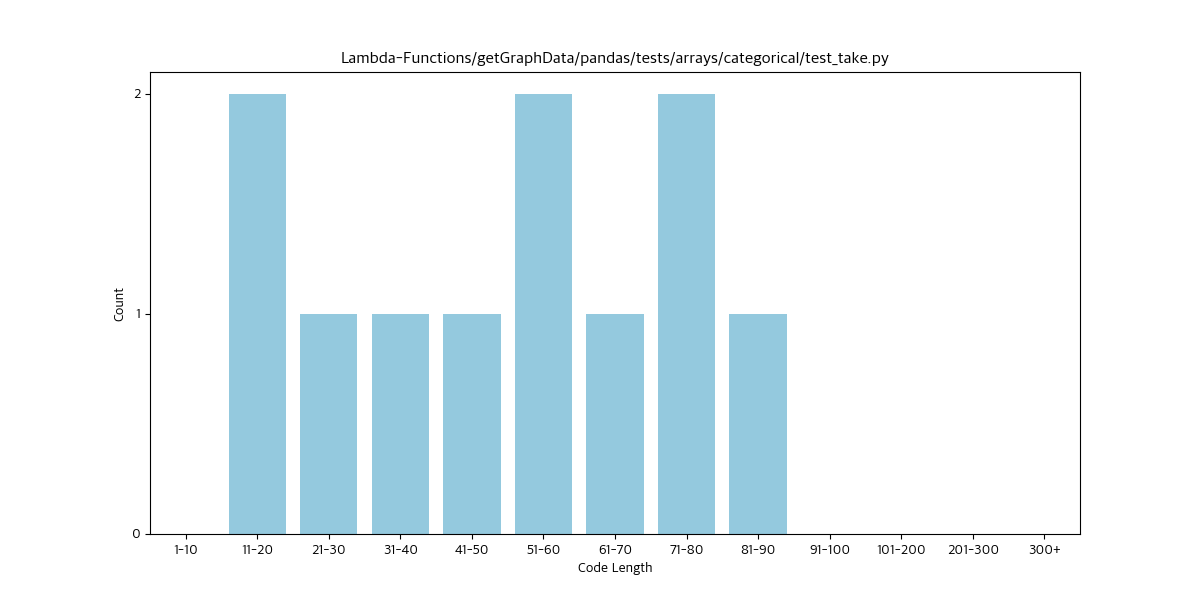 Lambda-Functions/getGraphData/pandas/tests/arrays/categorical/test_take.py
2
1
0
Count
1-10 11-20 21-30 31-40 41-50 51-60 61-70 71-80 81-90 91-100 101-200 201-300 300+
Code Length